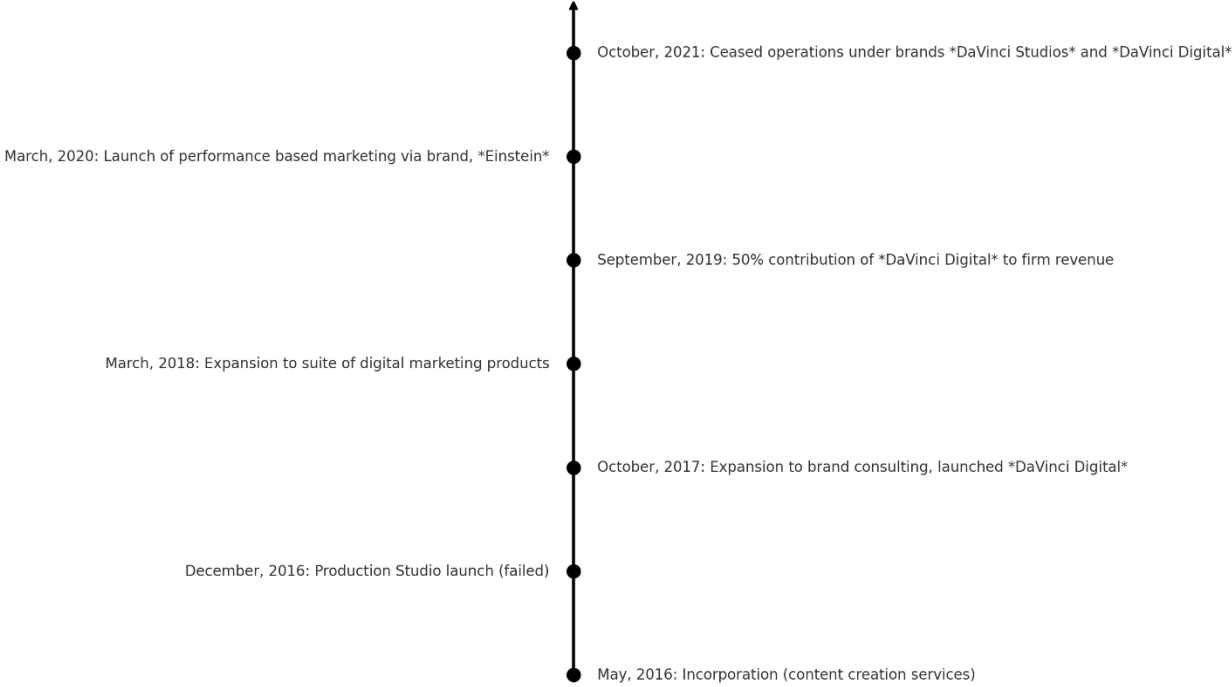 October, 2021: Ceased operations under brands *DaVinci Studios* and *DaVinci Digital*
March, 2020: Launch of performance based marketing via brand, *Einstein*
September, 2019: 50% contribution of *DaVinci Digital* to firm revenue
March, 2018: Expansion to suite of digital marketing products
October, 2017: Expansion to brand consulting, launched *DaVinci Digital*
December, 2016: Production Studio launch (failed)
May, 2016: Incorporation (content creation services)